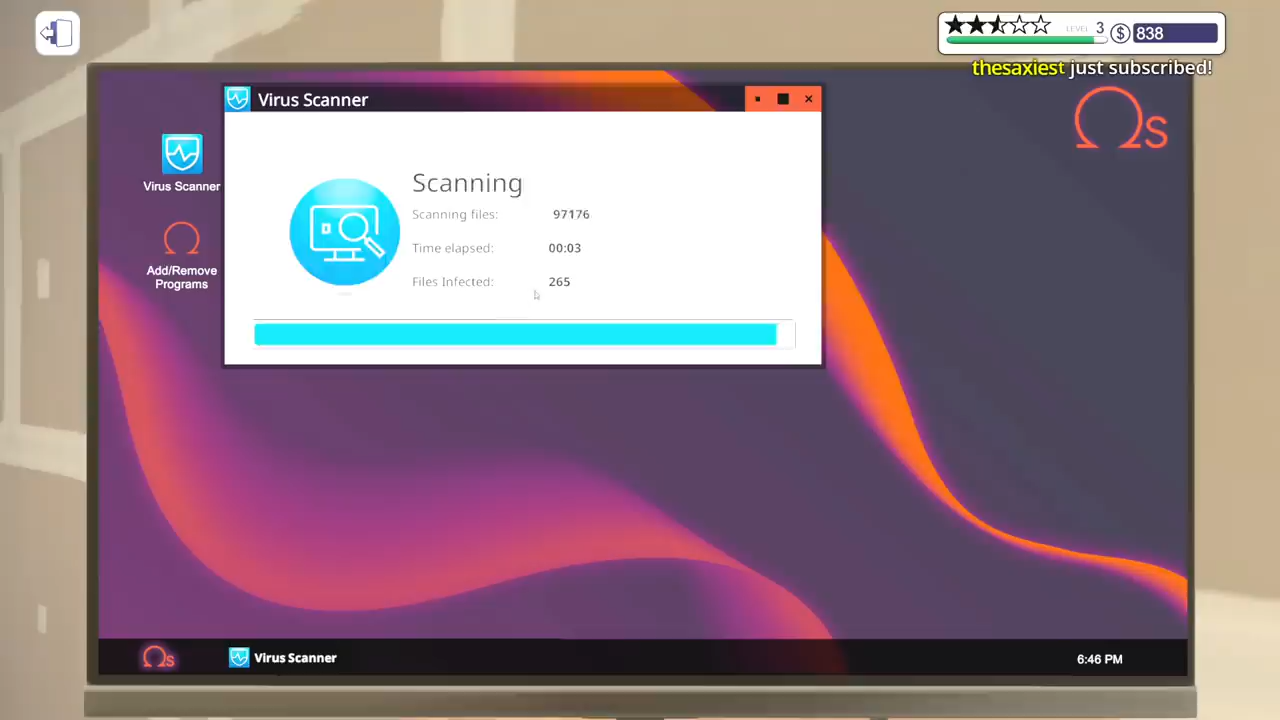 LEVEL 3 $ 838
thesaxiest just subscribed!
Virus Scanner
Ωs
Virus Scanner
Scanning
Scanning files: 97176
Time elapsed: 00:03
Files Infected: 265
Add/Remove
Programs
Ωs Virus Scanner 6:46 PM